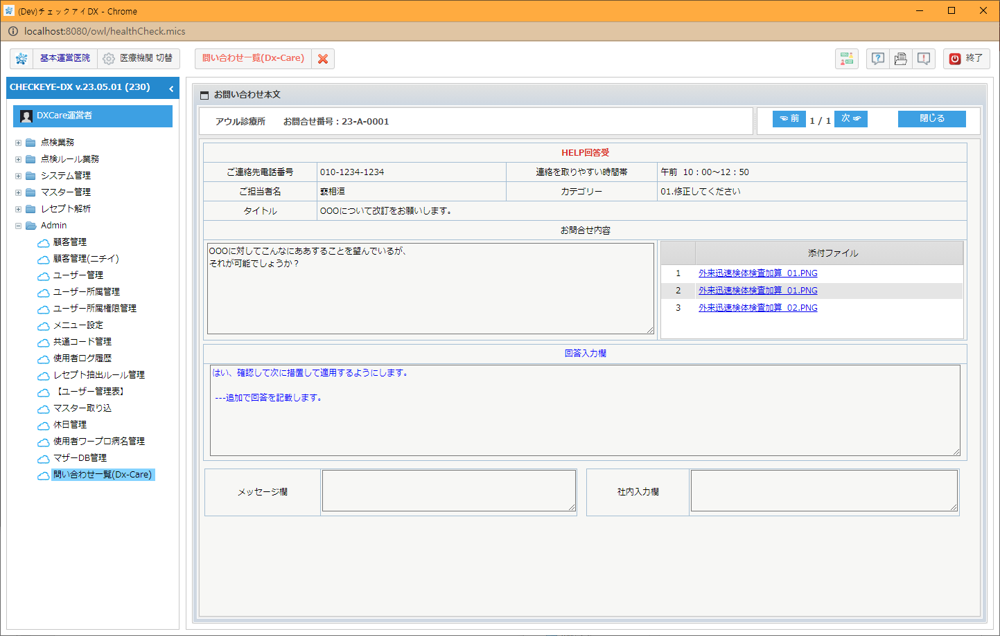 (Dev)チェックアイDX - Chrome
localhost:8080/owl/healthCheck.mics
基本運営医院
医療機関 切替
問い合わせ一覧(Dx-Care)
終了
CHECKEYE-DX v.23.05.01 (230)
DXCare運営者
点検業務
点検ルール業務
システム管理
マスター管理
レセプト解析
Admin
顧客管理
顧客管理(ニチイ)
ユーザー管理
ユーザー所属管理
ユーザー所属権限管理
メニュー設定
共通コード管理
使用者ログ履歴
レセプト抽出ルール管理
【ユーザー管理表】
マスター取り込
休日管理
使用者ワープロ病名管理
マザーDB管理
問い合わせ一覧(Dx-Care)
お問い合わせ本文
アウル診療所 お問合せ番号 : 23-A-0001
前 1 / 1 次 閉じる
HELP回答受
ご連絡先電話番号 010-1234-1234 連絡を取りやすい時間帯 午前 10：00～12：50
ご担当者名 裵相洹 カテゴリー 01.修正してください
タイトル OOOについて改訂をお願いします。
お問合せ内容
OOOに対してこんなにああすることを望んでいるが、
それが可能でしょうか？
添付ファイル
1 外来迅速検体検査加算_01.PNG
2 外来迅速検体検査加算_01.PNG
3 外来迅速検体検査加算_02.PNG
回答入力欄
はい、確認して次に措置して適用するようにします。
---追加で回答を記載します。
メッセージ欄
社内入力欄